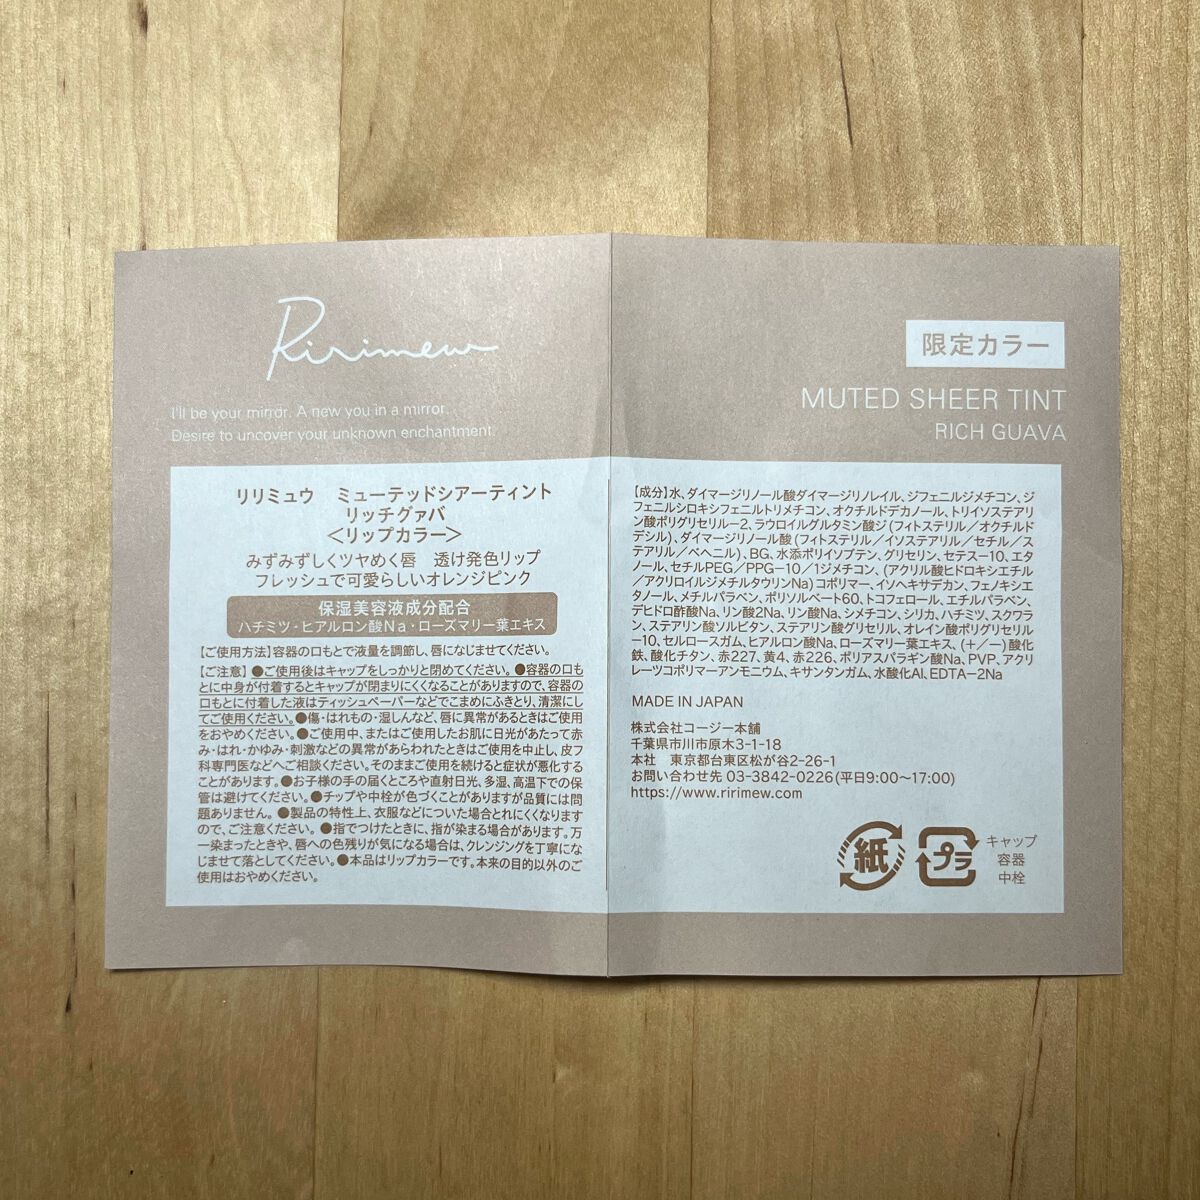 Ririmew
I'll be your mirror. A new you in a mirror.
Desire to uncover your unknown enchantment.
リリミュウ　ミューテッドシアーティント
リッチグァバ
＜リップカラー＞
みずみずしくツヤめく唇　透け発色リップ
フレッシュで可愛らしいオレンジピンク
保湿美容液成分配合
ハチミツ・ヒアルロン酸Na・ローズマリー葉エキス
【ご使用方法】容器の口もとで液量を調節し、唇になじませてください。
【ご注意】●ご使用後はキャップをしっかりと閉めてください。●容器の口も
とに中身が付着するとキャップが閉まりにくくなることがありますので、容器の
口もとに付着した液はティッシュペーパーなどでこまめにふきとり、清潔にし
てご使用ください。●傷・はれもの・湿しんなど、唇に異常があるときはご使用
をおやめください。●ご使用中、またはご使用したお肌に日光があたって赤
み・はれ・かゆみ・刺激などの異常があらわれたときはご使用を中止し、皮フ
科専門医などへご相談ください。そのままご使用を続けると症状が悪化する
ことがあります。●お子様の手の届くところや直射日光、多湿、高温下での保
管は避けてください。●チップや中栓が色づくことがありますが品質には問
題ありません。●製品の特性上、衣服などについた場合とれにくくなります
ので、ご注意ください。●指でつけたときに、指が染まる場合があります。万
一染まったときや、唇への色残りが気になる場合は、クレンジングを丁寧にな
じませて落としてください。●本品はリップカラーです。本来の目的以外のご
使用はおやめください。
限定カラー
MUTED SHEER TINT
RICH GUAVA
【成分】水、ダイマージリノール酸ダイマージリノレイル、ジフェニルジメチコン、ジ
フェニルシロキシフェニルトリメチコン、オクチルドデカノール、トリイソステアリ
ン酸ポリグリセリル-2、ラウロイルグルタミン酸ジ（フィトステリル／オクチルド
デシル）、ダイマージリノール酸（フィトステリル／イソステアリル／セチル／ス
テアリル／ベヘニル）、BG、水添ポリイソブテン、グリセリン、セテス-10、エタ
ノール、セチルPEG／PPG-10／1ジメチコン、（アクリル酸ヒドロキシエチル
／アクリロイルジメチルタウリンNa）コポリマー、イソヘキサデカン、フェノキシエ
タノール、メチルパラベン、ポリソルベート60、トコフェロール、エチルパラベン、
デヒドロ酢酸Na、リン酸2Na、リン酸Na、シメチコン、シリカ、ハチミツ、スクワラ
ン、ステアリン酸ソルビタン、ステアリン酸グリセリル、オレイン酸ポリグリセリル
-10、セルロースガム、ヒアルロン酸Na、ローズマリー葉エキス、（+／−）酸化
鉄、酸化チタン、赤227、黄4、赤226、ポリアスパラギン酸Na、PVP、アクリ
レーツコポリマーアンモニウム、キサンタンガム、水酸化Al、EDTA-2Na
MADE IN JAPAN
株式会社コージー本舗
千葉県市川市原木3-1-18
本社　東京都台東区松が谷2-26-1
お問い合わせ先 03-3842-0226(平日9:00〜17:00)
https://www.ririmew.com
紙
プラ
キャップ
容器
中栓